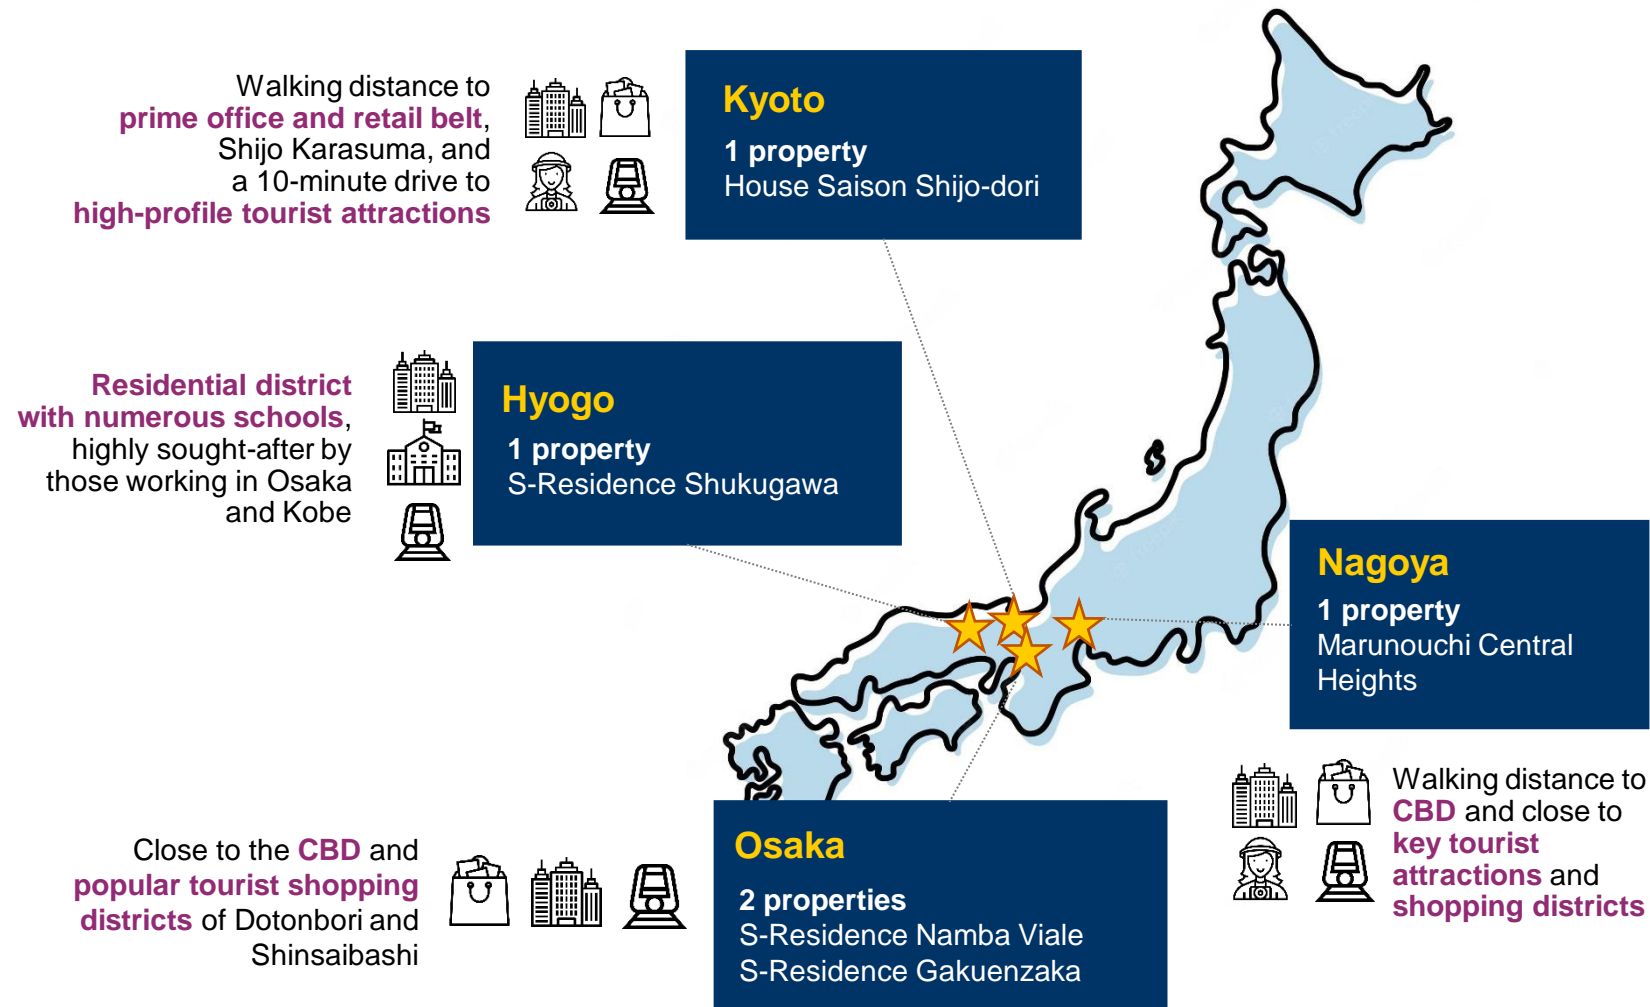 Walking distance to
prime office and retail belt,
Shijo Karasuma, and
a 10-minute drive to
high-profile tourist attractions
Kyoto
1 property
House Saison Shijo-dori
Residential district
with numerous schools,
highly sought-after by
those working in Osaka
and Kobe
Hyogo
1 property
S-Residence Shukugawa
Nagoya
1 property
Marunouchi Central
Heights
Walking distance to
CBD and close to
key tourist
attractions and
shopping districts
Close to the CBD and
popular tourist shopping
districts of Dotonbori and
Shinsaibashi
Osaka
2 properties
S-Residence Namba Viale
S-Residence Gakuenzaka